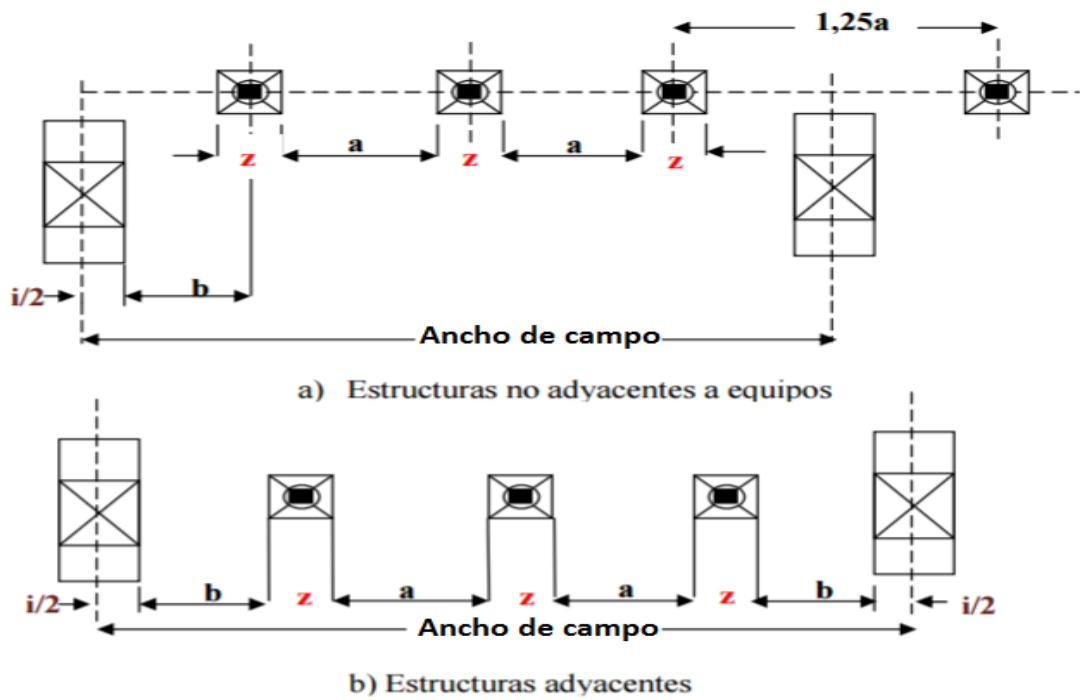 1,25a
a
a
z
z
z
b
i/2
Ancho de campo
a) Estructuras no adyacentes a equipos
i/2
b
z
a
z
a
z
b
i/2
Ancho de campo
b) Estructuras adyacentes